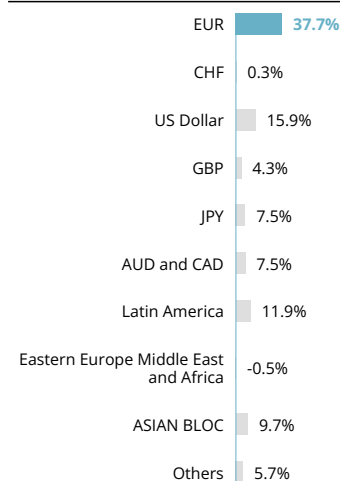 EUR 37.7%
CHF 0.3%
US Dollar 15.9%
GBP 4.3%
JPY 7.5%
AUD and CAD 7.5%
Latin America 11.9%
Eastern Europe Middle East
and Africa -0.5%
ASIAN BLOC 9.7%
Others 5.7%